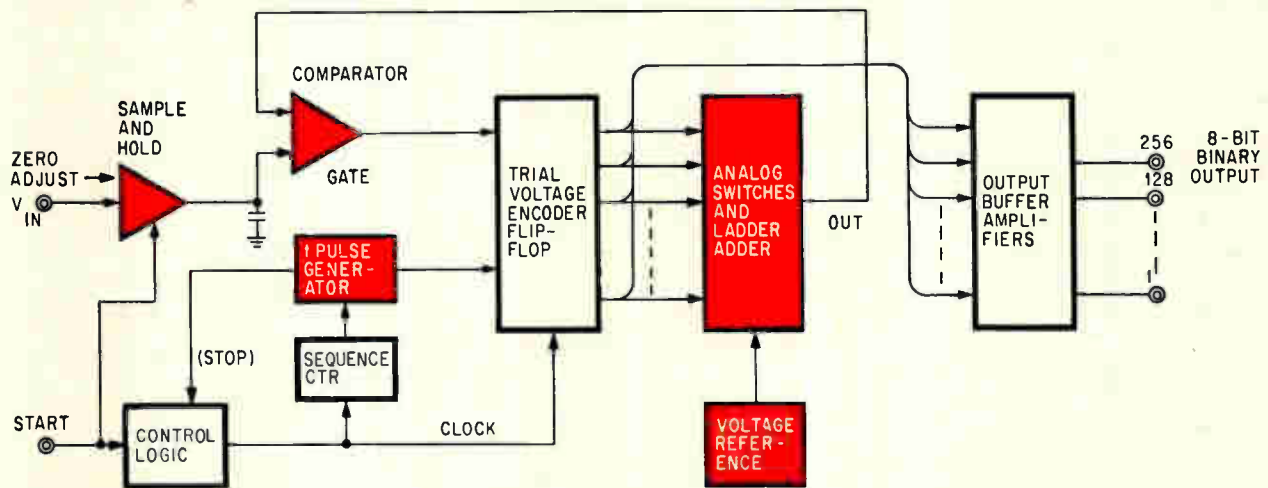 SAMPLE
AND
HOLD
ZERO
ADJUST
V IN
COMPARATOR
GATE
TRIAL
VOLTAGE
ENCODER
FLIP-
FLOP
ANALOG
SWITCHES
AND
LADDER
ADDER
OUT
OUTPUT
BUFFER
AMPLI-
FIERS
256
128
1
8-BIT
BINARY
OUTPUT
t PULSE
GENER-
ATOR
(STOP)
SEQUENCE
CTR
START
CONTROL
LOGIC
CLOCK
VOLTAGE
REFER-
ENCE